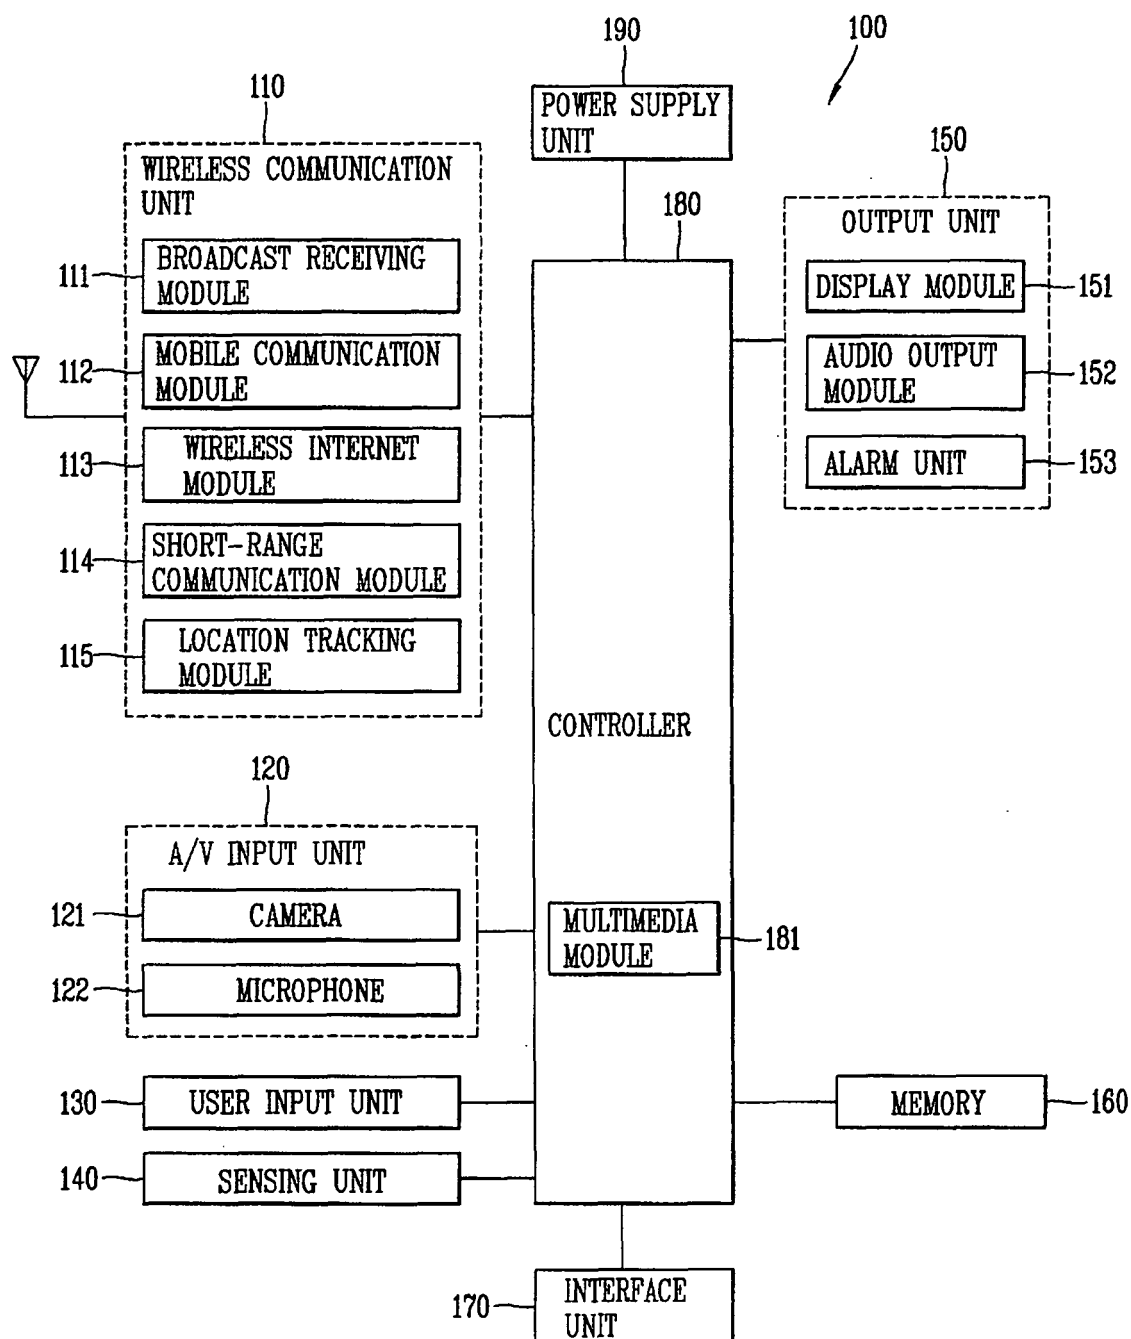 190
100
POWER SUPPLY
UNIT
110
WIRELESS COMMUNICATION
UNIT
150
180
OUTPUT UNIT
111
BROADCAST RECEIVING
MODULE
DISPLAY MODULE
151
112
MOBILE COMMUNICATION
MODULE
AUDIO OUTPUT
MODULE
152
113
WIRELESS INTERNET
MODULE
ALARM UNIT
153
114
SHORT-RANGE
COMMUNICATION MODULE
115
LOCATION TRACKING
MODULE
CONTROLLER
120
A/V INPUT UNIT
121
CAMERA
MULTIMEDIA
MODULE
181
122
MICROPHONE
130
USER INPUT UNIT
MEMORY
160
140
SENSING UNIT
170
INTERFACE
UNIT